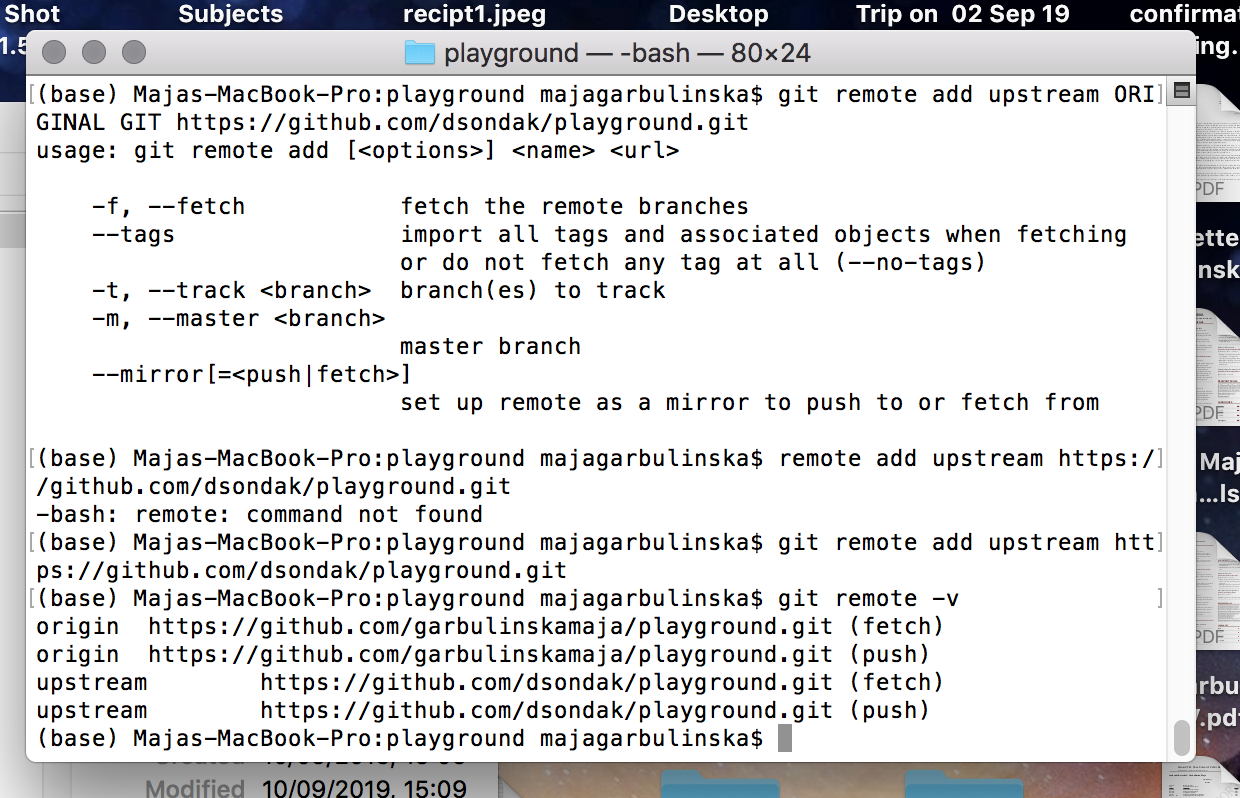 Shot
Subjects
recipt1.jpeg
Desktop
Trip on 02 Sep 19
playground — -bash — 80×24
[(base) Majas-MacBook-Pro:playground majagarbulinska$ git remote add upstream ORI]
GINAL GIT https://github.com/dsondak/playground.git
usage: git remote add [<options>] <name> <url>
-f, --fetch fetch the remote branches
--tags import all tags and associated objects when fetching
or do not fetch any tag at all (--no-tags)
-t, --track <branch> branch(es) to track
-m, --master <branch>
master branch
--mirror[=<push|fetch>]
set up remote as a mirror to push to or fetch from
[(base) Majas-MacBook-Pro:playground majagarbulinska$ remote add upstream https:/]
/github.com/dsondak/playground.git
-bash: remote: command not found
[(base) Majas-MacBook-Pro:playground majagarbulinska$ git remote add upstream htt]
ps://github.com/dsondak/playground.git
[(base) Majas-MacBook-Pro:playground majagarbulinska$ git remote -v ]
origin https://github.com/garbulinskamaja/playground.git (fetch)
origin https://github.com/garbulinskamaja/playground.git (push)
upstream https://github.com/dsondak/playground.git (fetch)
upstream https://github.com/dsondak/playground.git (push)
(base) Majas-MacBook-Pro:playground majagarbulinska$
PDF
PDF
Maj
...ls
PDF
.pdf
Modified 10/09/2019, 15:09